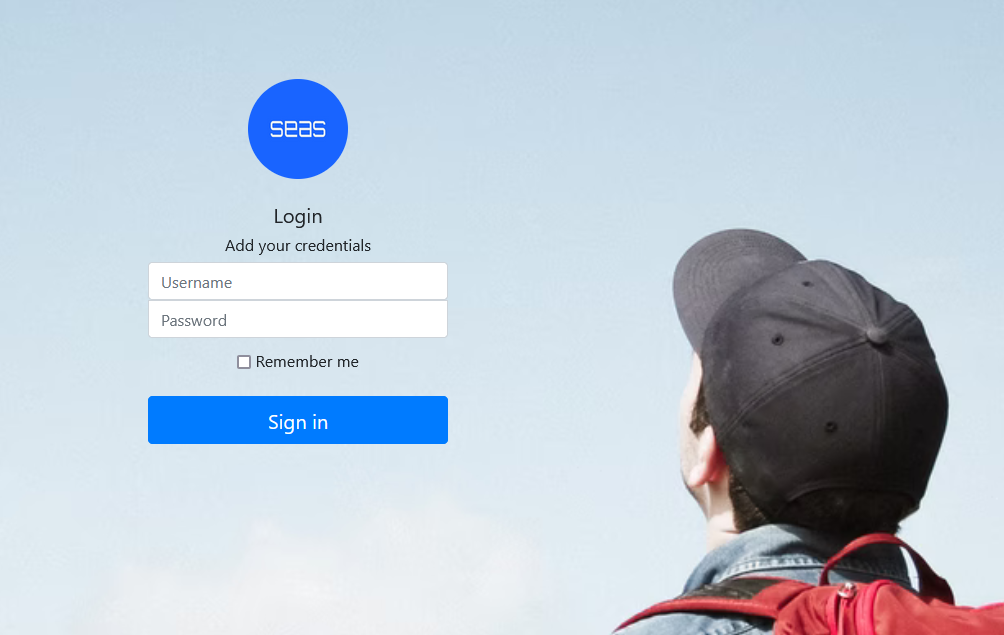 seas
Login
Add your credentials
Username
Password
Remember me
Sign in